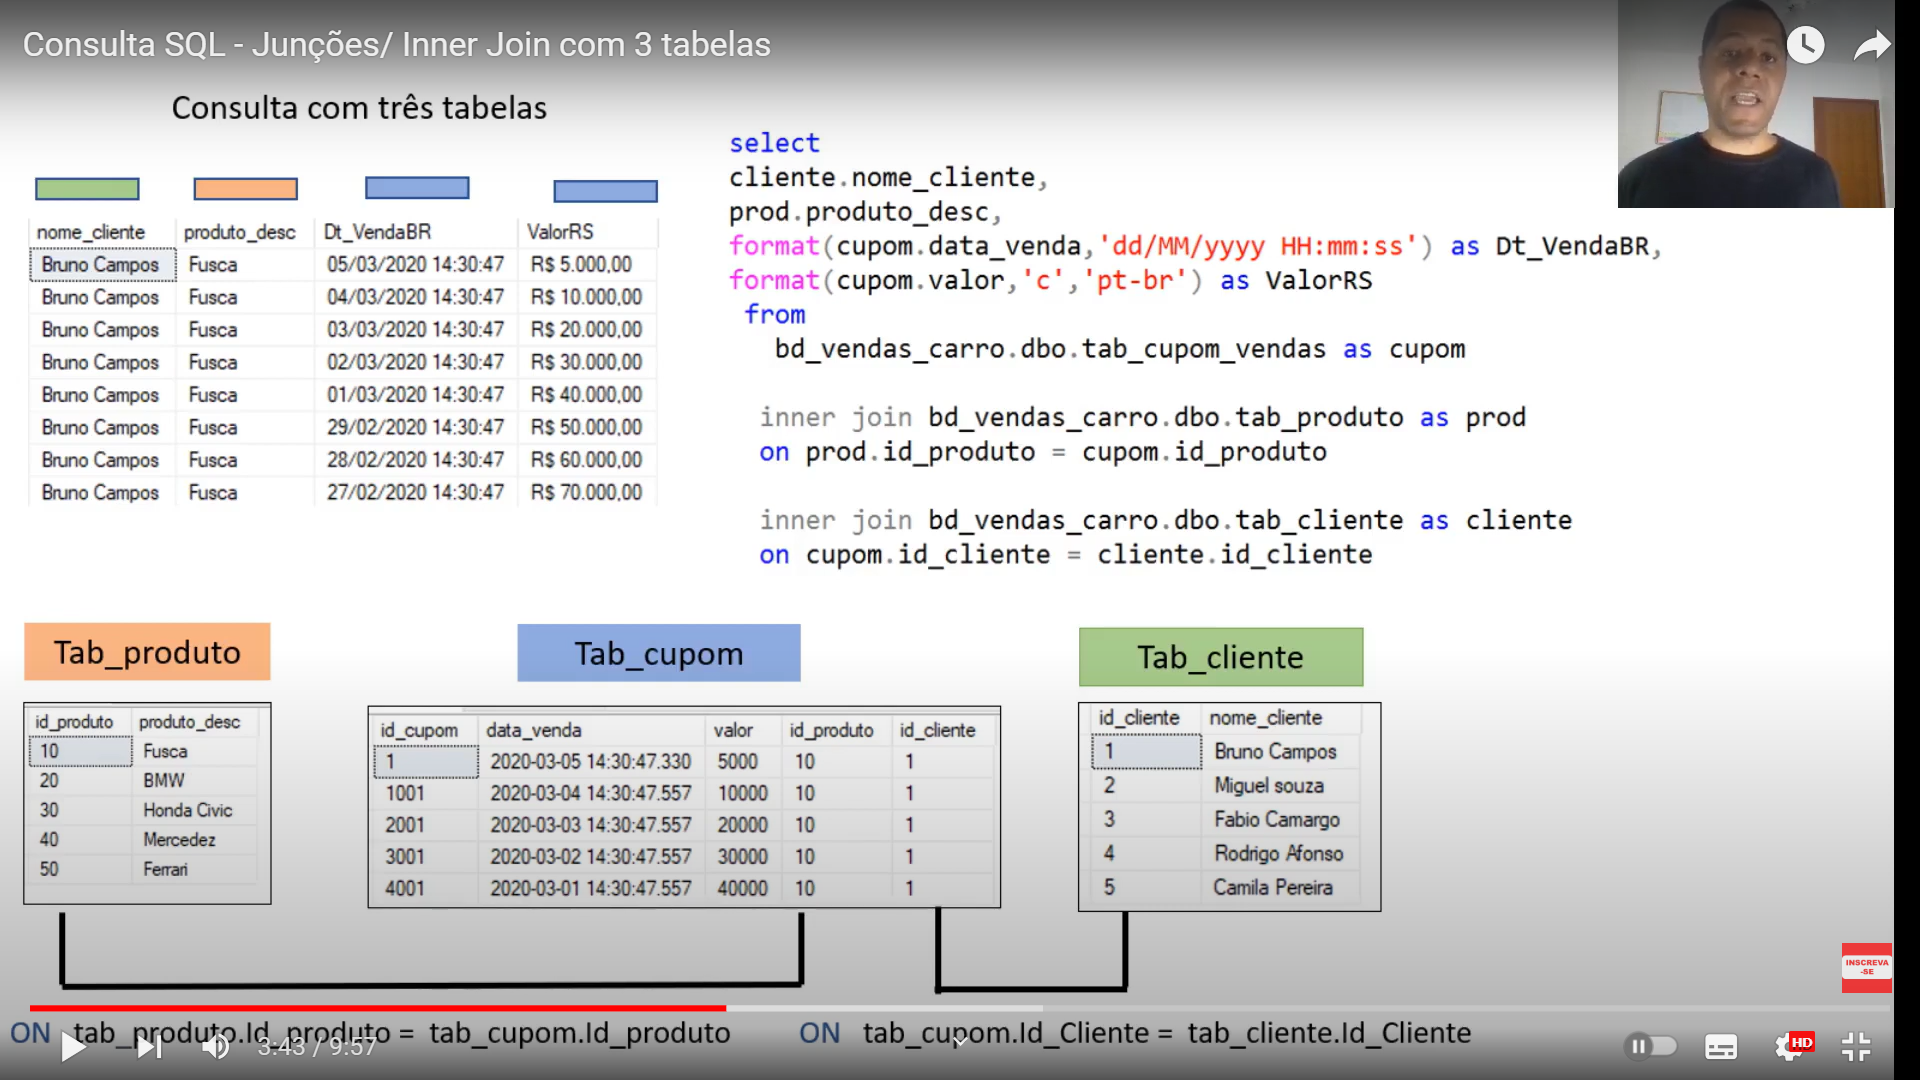 Consulta SQL - Junções/ Inner Join com 3 tabelas
Consulta com três tabelas
nome_cliente produto_desc Dt_VendaBR ValorRS
Bruno Campos Fusca 05/03/2020 14:30:47 R$ 5.000,00
Bruno Campos Fusca 04/03/2020 14:30:47 R$ 10.000,00
Bruno Campos Fusca 03/03/2020 14:30:47 R$ 20.000,00
Bruno Campos Fusca 02/03/2020 14:30:47 R$ 30.000,00
Bruno Campos Fusca 01/03/2020 14:30:47 R$ 40.000,00
Bruno Campos Fusca 29/02/2020 14:30:47 R$ 50.000,00
Bruno Campos Fusca 28/02/2020 14:30:47 R$ 60.000,00
Bruno Campos Fusca 27/02/2020 14:30:47 R$ 70.000,00
select
cliente.nome_cliente,
prod.produto_desc,
format(cupom.data_venda,'dd/MM/yyyy HH:mm:ss') as Dt_VendaBR,
format(cupom.valor,'c','pt-br') as ValorRS
from
bd_vendas_carro.dbo.tab_cupom_vendas as cupom
inner join bd_vendas_carro.dbo.tab_produto as prod
on prod.id_produto = cupom.id_produto
inner join bd_vendas_carro.dbo.tab_cliente as cliente
on cupom.id_cliente = cliente.id_cliente
Tab_produto
id_produto produto_desc
10 Fusca
20 BMW
30 Honda Civic
40 Mercedez
50 Ferrari
Tab_cupom
id_cupom data_venda valor id_produto id_cliente
1 2020-03-05 14:30:47.330 5000 10 1
1001 2020-03-04 14:30:47.557 10000 10 1
2001 2020-03-03 14:30:47.557 20000 10 1
3001 2020-03-02 14:30:47.557 30000 10 1
4001 2020-03-01 14:30:47.557 40000 10 1
Tab_cliente
id_cliente nome_cliente
1 Bruno Campos
2 Miguel souza
3 Fabio Camargo
4 Rodrigo Afonso
5 Camila Pereira
INSCREVA
-SE
ON tab_produto.Id_produto = tab_cupom.Id_produto
ON tab_cupom.Id_Cliente = tab_cliente.Id_Cliente
3:43 / 9:57
HD